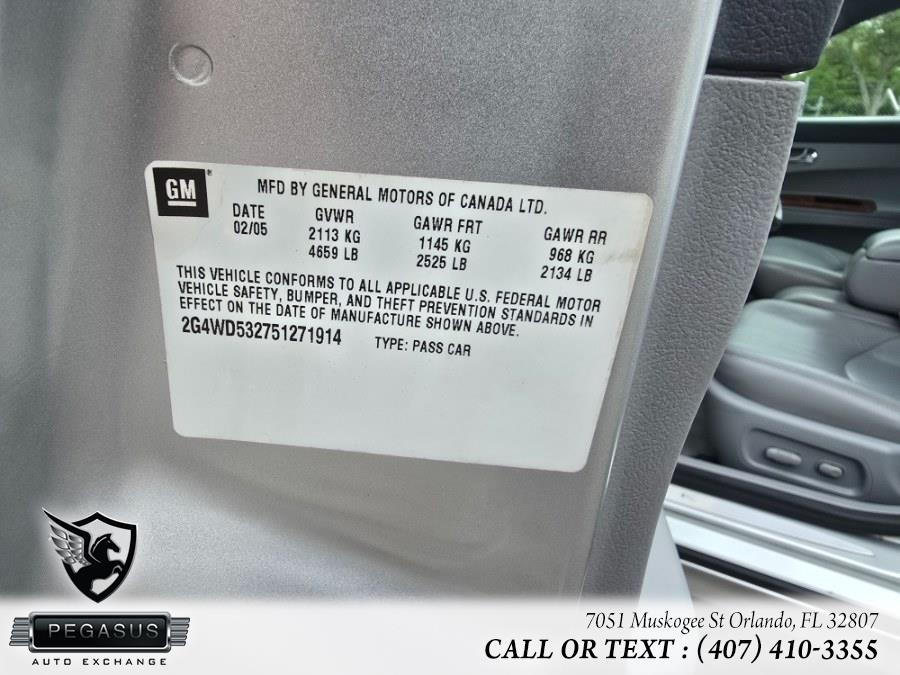 GM
MFD BY GENERAL MOTORS OF CANADA LTD.
DATE GVWR GAWR FRT GAWR RR
02/05 2113 KG 1145 KG 968 KG
4659 LB 2525 LB 2134 LB
THIS VEHICLE CONFORMS TO ALL APPLICABLE U.S. FEDERAL MOTOR
VEHICLE SAFETY, BUMPER, AND THEFT PREVENTION STANDARDS IN
EFFECT ON THE DATE OF MANUFACTURE SHOWN ABOVE.
2G4WD532751271914 TYPE: PASS CAR
PEGASUS
AUTO EXCHANGE
7051 Muskogee St Orlando, FL 32807
CALL OR TEXT : (407) 410-3355